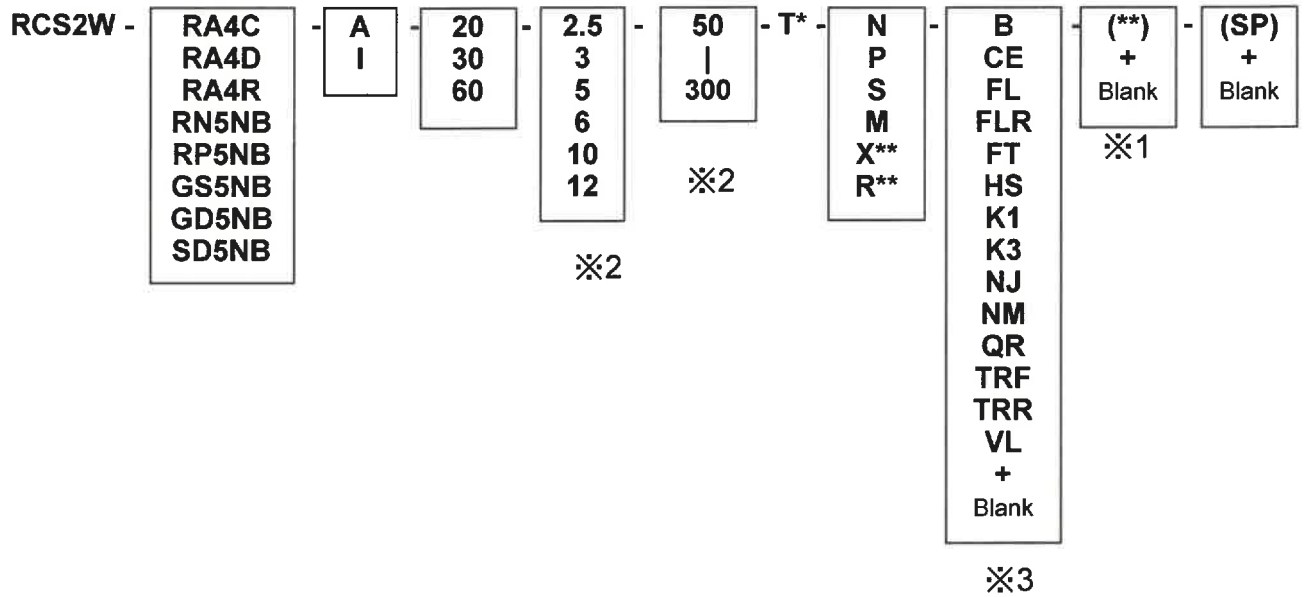 RCS2W - RA4C - A - 20 - 2.5 - 50 - T* - N - B - (**) - (SP)
RA4D I 30 3 | P CE + +
RA4R 60 5 300 S FL Blank Blank
RN5NB 6 M FLR
RP5NB 10 X** FT ※1
GS5NB 12 ※2 R** HS
GD5NB K1
SD5NB K3
※2 NJ
NM
QR
TRF
TRR
VL
+
Blank
※3